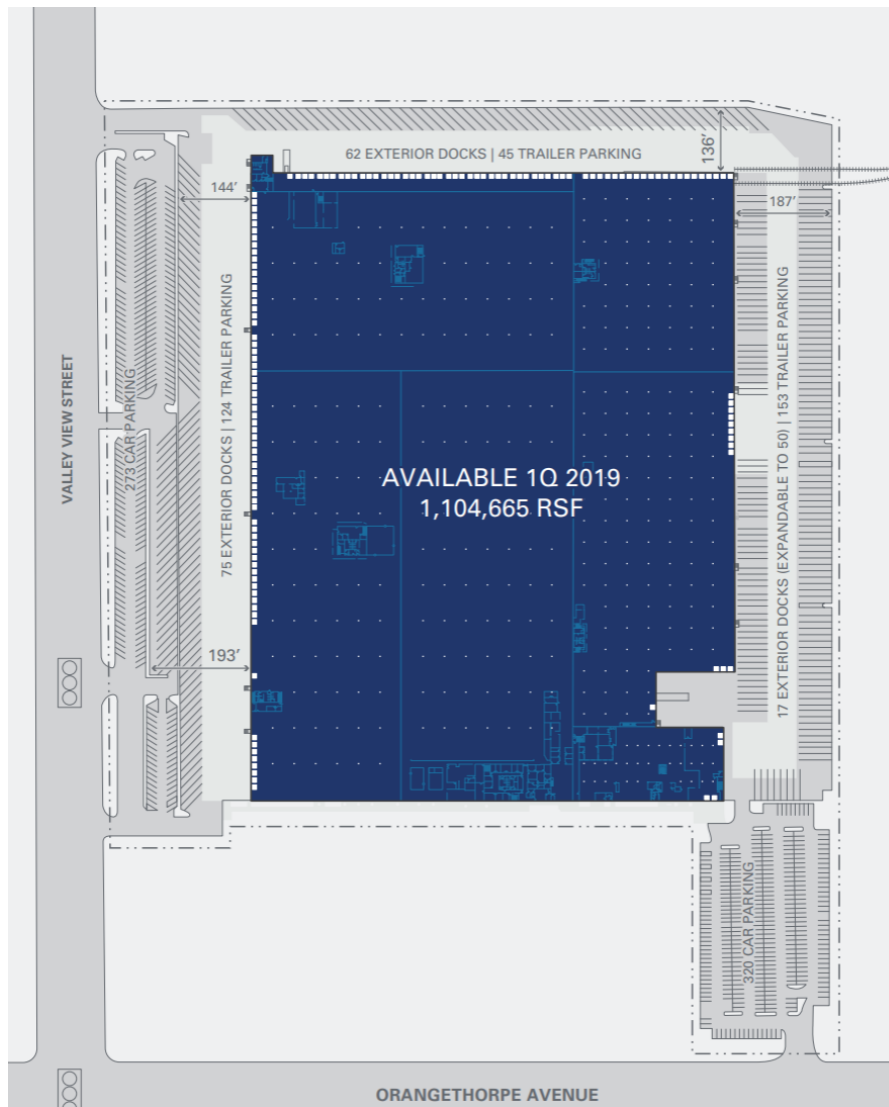 62 EXTERIOR DOCKS | 45 TRAILER PARKING
136'
144'
187'
VALLEY VIEW STREET
273 CAR PARKING
75 EXTERIOR DOCKS | 124 TRAILER PARKING
AVAILABLE 1Q 2019
1,104,665 RSF
17 EXTERIOR DOCKS (EXPANDABLE TO 50) | 153 TRAILER PARKING
193'
320 CAR PARKING
ORANGETHORPE AVENUE